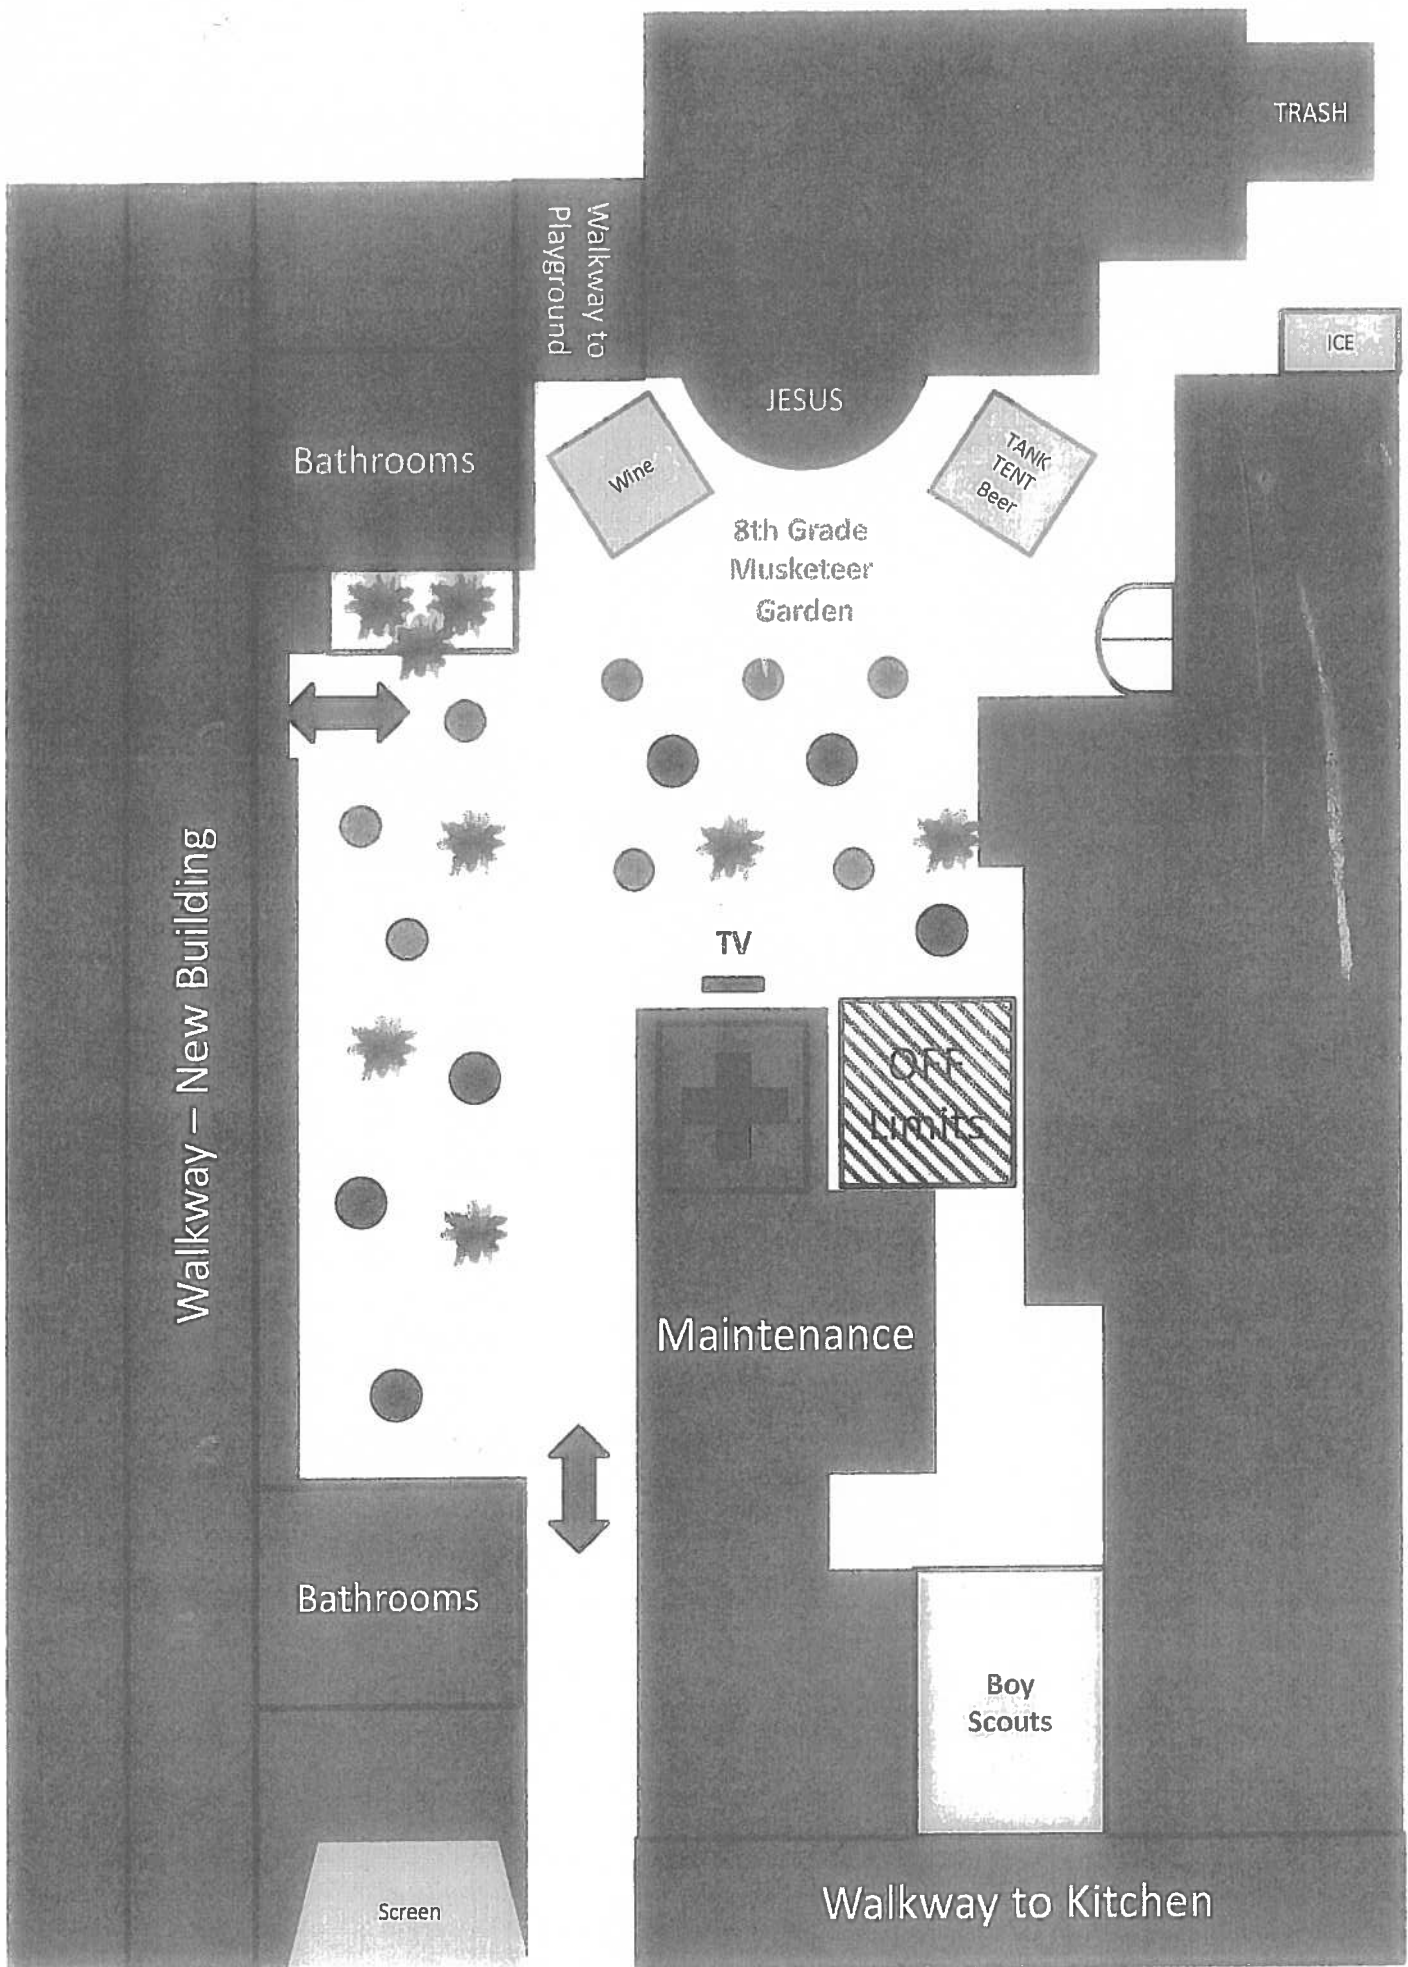 TRASH
Walkway to
Playground
ICE
JESUS
Bathrooms
Wine
TANK
TENT
Beer
8th Grade
Musketeer
Garden
Walkway – New Building
TV
OFF
Limits
Maintenance
Bathrooms
Boy
Scouts
Walkway to Kitchen
Screen